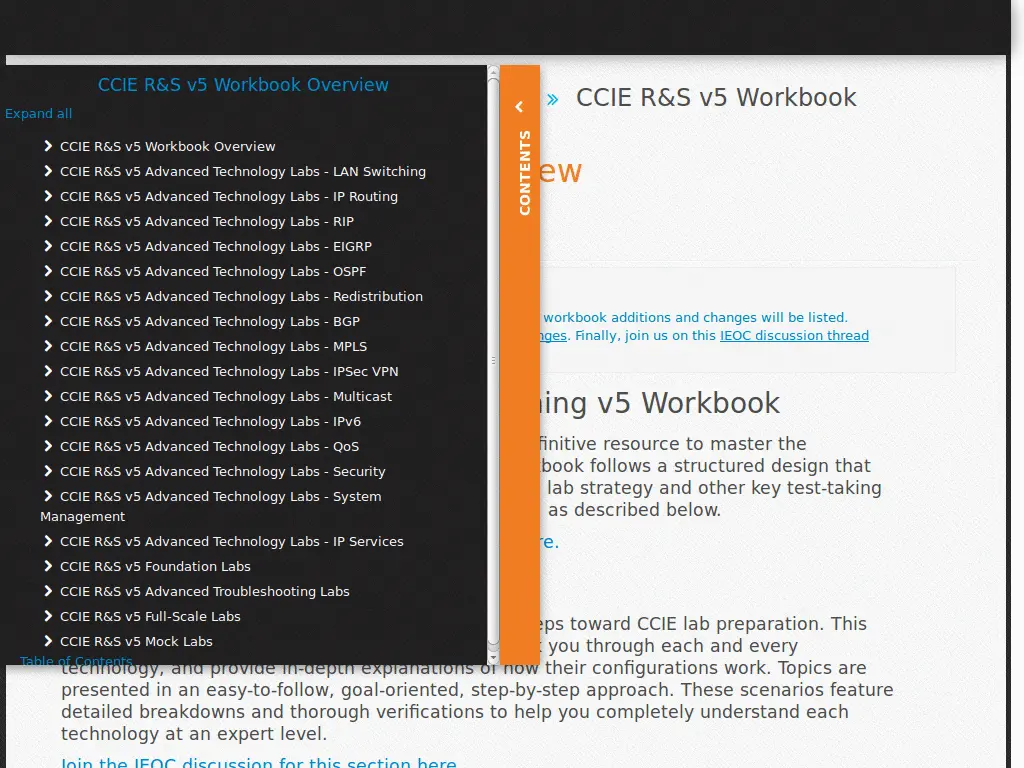 CCIE R&S v5 Workbook Overview
Expand all
CCIE R&S v5 Workbook Overview
CCIE R&S v5 Advanced Technology Labs - LAN Switching
CCIE R&S v5 Advanced Technology Labs - IP Routing
CCIE R&S v5 Advanced Technology Labs - RIP
CCIE R&S v5 Advanced Technology Labs - EIGRP
CCIE R&S v5 Advanced Technology Labs - OSPF
CCIE R&S v5 Advanced Technology Labs - Redistribution
CCIE R&S v5 Advanced Technology Labs - BGP
CCIE R&S v5 Advanced Technology Labs - MPLS
CCIE R&S v5 Advanced Technology Labs - IPSec VPN
CCIE R&S v5 Advanced Technology Labs - Multicast
CCIE R&S v5 Advanced Technology Labs - IPv6
CCIE R&S v5 Advanced Technology Labs - QoS
CCIE R&S v5 Advanced Technology Labs - Security
CCIE R&S v5 Advanced Technology Labs - System
Management
CCIE R&S v5 Advanced Technology Labs - IP Services
CCIE R&S v5 Foundation Labs
CCIE R&S v5 Advanced Troubleshooting Labs
CCIE R&S v5 Full-Scale Labs
CCIE R&S v5 Mock Labs
Table of Contents
CONTENTS
» CCIE R&S v5 Workbook
ew
workbook additions and changes will be listed.
nges. Finally, join us on this IEOC discussion thread
ning v5 Workbook
finitive resource to master the
book follows a structured design that
lab strategy and other key test-taking
as described below.
re.
eps toward CCIE lab preparation. This
you through each and every
technology, and provide in-depth explanations of how their configurations work. Topics are
presented in an easy-to-follow, goal-oriented, step-by-step approach. These scenarios feature
detailed breakdowns and thorough verifications to help you completely understand each
technology at an expert level.
Join the IEOC discussion for this section here.